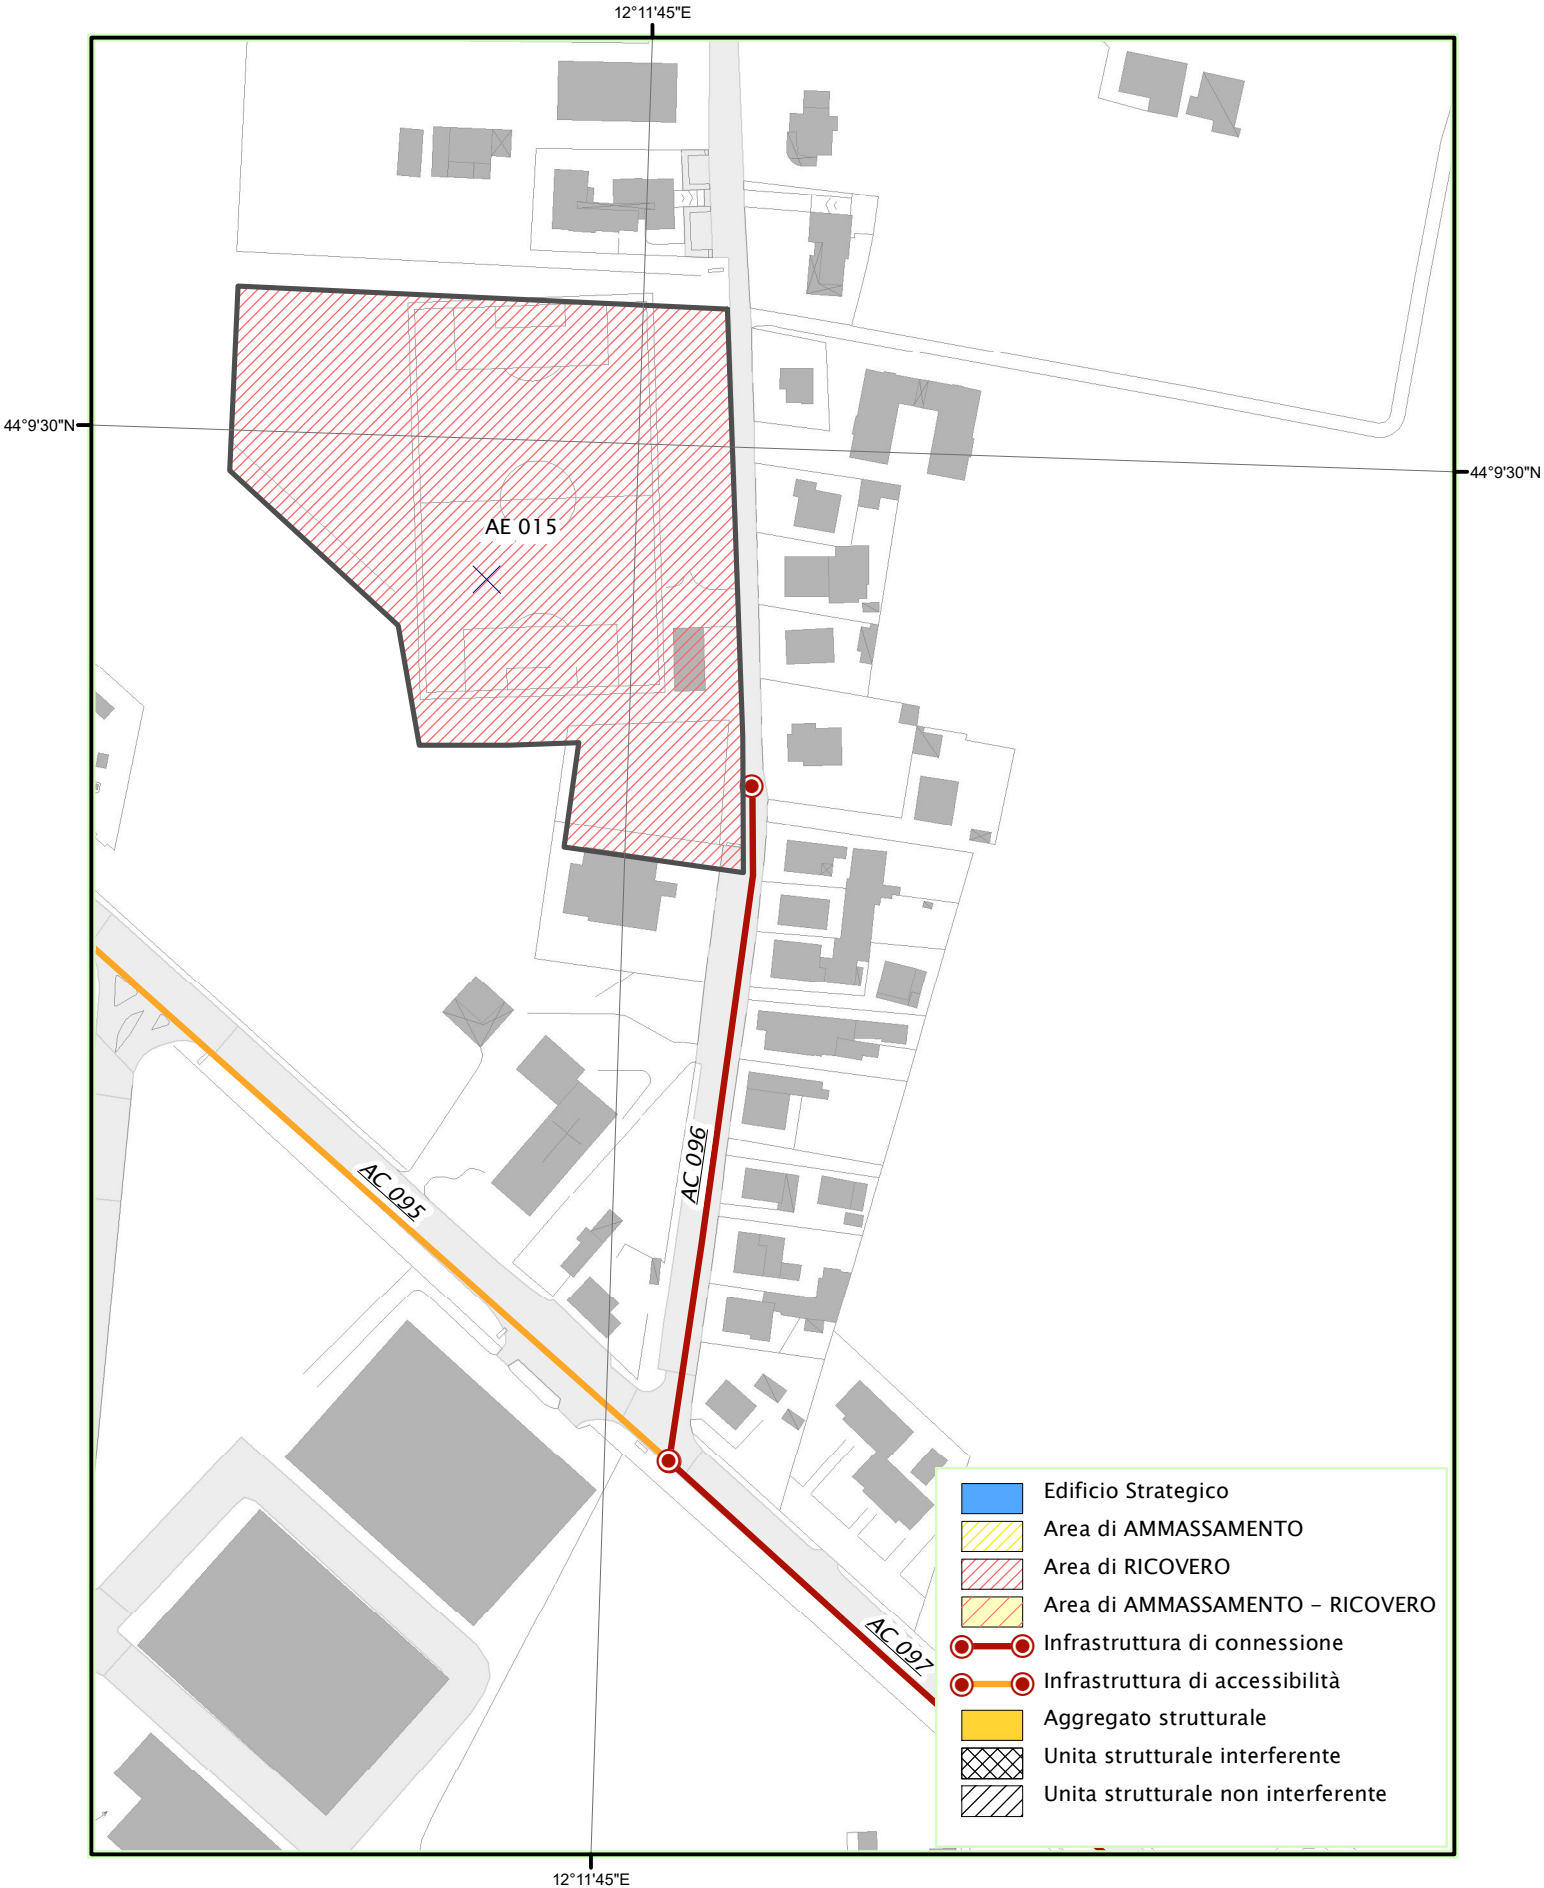 12°11'45"E
44°9'30"N
44°9'30"N
AE 015
AC 096
AC 095
AC 097
Edificio Strategico
Area di AMMASSAMENTO
Area di RICOVERO
Area di AMMASSAMENTO - RICOVERO
Infrastruttura di connessione
Infrastruttura di accessibilità
Aggregato strutturale
Unita strutturale interferente
Unita strutturale non interferente
12°11'45"E